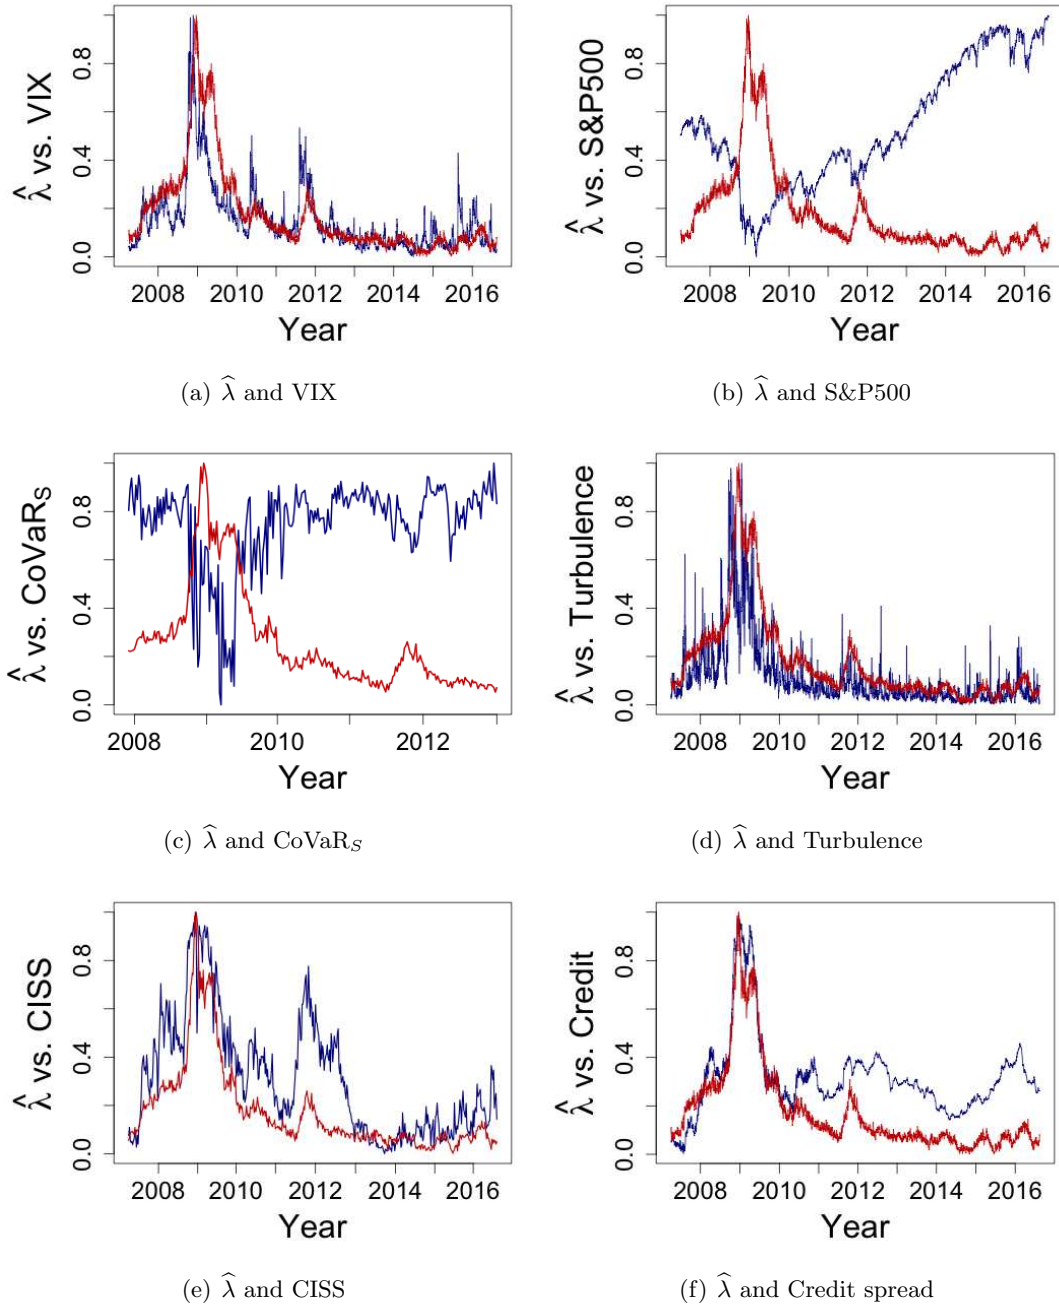 λ̂ vs. VIX
0.0 0.4 0.8
2008 2010 2012 2014 2016
Year
(a) λ̂ and VIX
λ̂ vs. S&P500
0.0 0.4 0.8
2008 2010 2012 2014 2016
Year
(b) λ̂ and S&P500
λ̂ vs. CoVaRS
0.0 0.4 0.8
2008 2010 2012
Year
(c) λ̂ and CoVaRS
λ̂ vs. Turbulence
0.0 0.4 0.8
2008 2010 2012 2014 2016
Year
(d) λ̂ and Turbulence
λ̂ vs. CISS
0.0 0.4 0.8
2008 2010 2012 2014 2016
Year
(e) λ̂ and CISS
λ̂ vs. Credit
0.0 0.4 0.8
2008 2010 2012 2014 2016
Year
(f) λ̂ and Credit spread